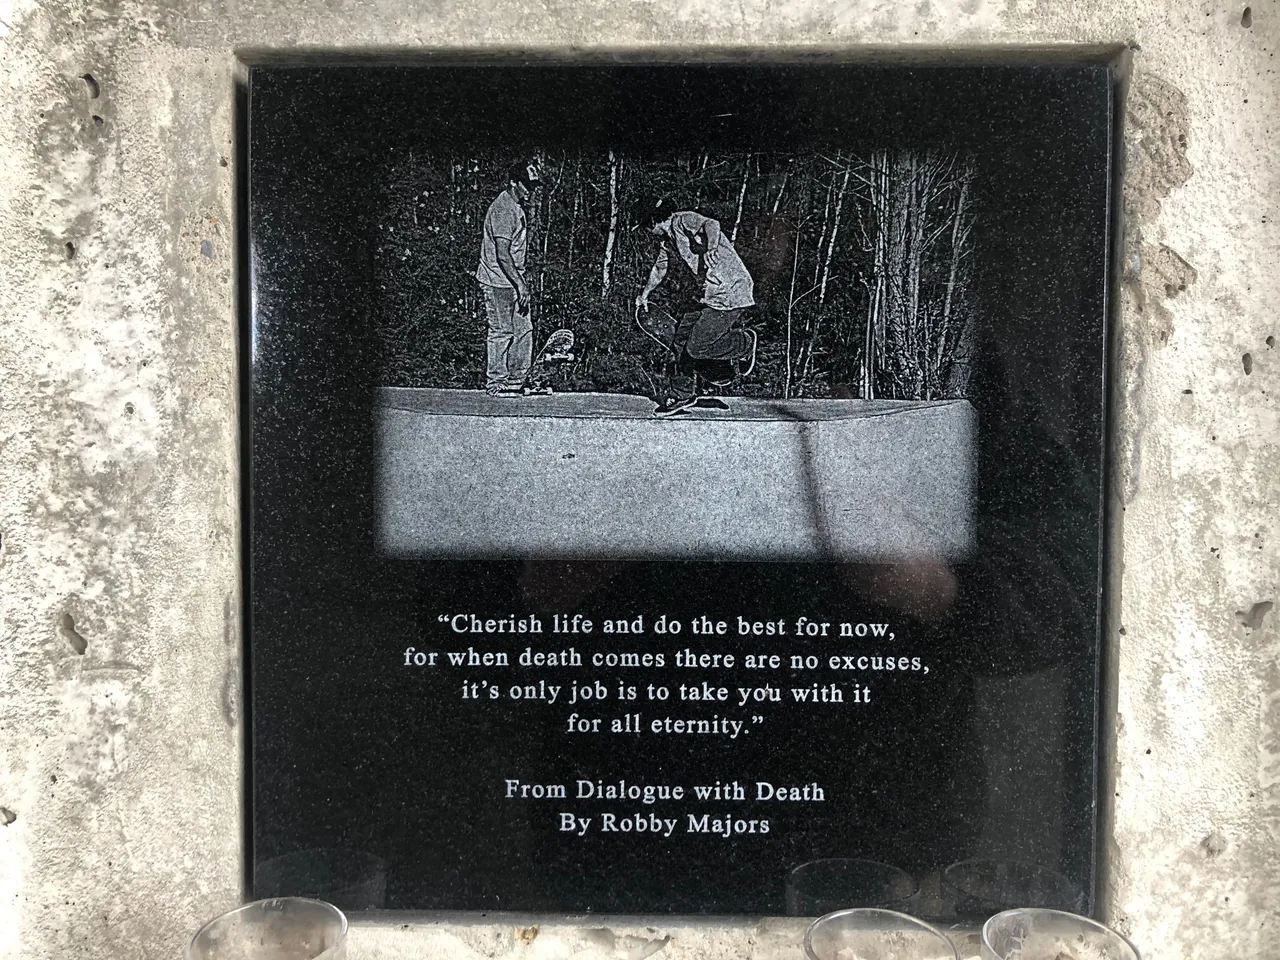 “Cherish life and do the best for now,
for when death comes there are no excuses,
it’s only job is to take you with it
for all eternity.”
From Dialogue with Death
By Robby Majors